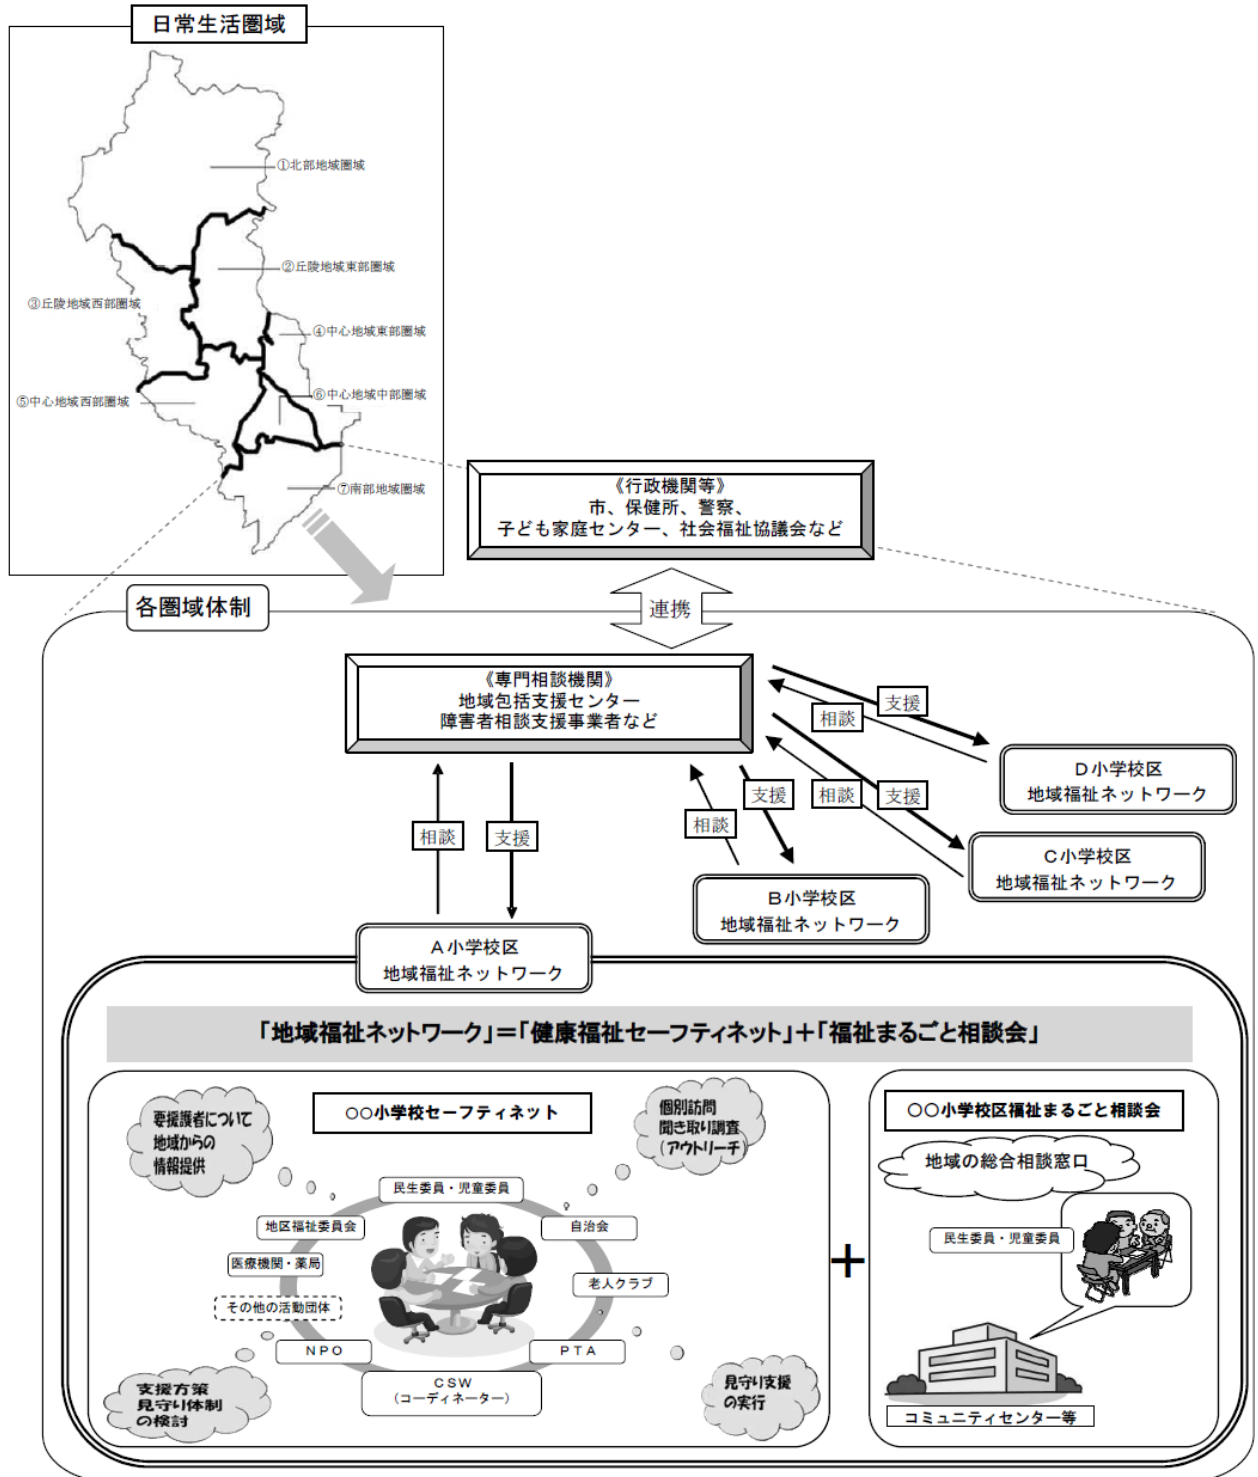 日常生活圏域
①北部地域圏域
②丘陵地域東部圏域
③丘陵地域西部圏域
④中心地域東部圏域
⑥中心地域中部圏域
⑤中心地域西部圏域
⑦南部地域圏域
《行政機関等》
市、保健所、警察、
子ども家庭センター、社会福祉協議会など
各圏域体制
連携
《専門相談機関》
地域包括支援センター
障害者相談支援事業者など
支援
相談
D小学校区
地域福祉ネットワーク
支援
相談
支援
相談
C小学校区
地域福祉ネットワーク
相談
支援
B小学校区
地域福祉ネットワーク
A小学校区
地域福祉ネットワーク
「地域福祉ネットワーク」＝「健康福祉セーフティネット」＋「福祉まるごと相談会」
要援護者について
地域からの
情報提供
○○小学校セーフティネット
個別訪問
聞き取り調査
(アウトリーチ)
民生委員・児童委員
地区福祉委員会
自治会
医療機関・薬局
老人クラブ
その他の活動団体
NPO
PTA
CSW
(コーディネーター)
支援方策
見守り体制
の検討
見守り支援
の実行
＋
○○小学校区福祉まるごと相談会
地域の総合相談窓口
民生委員・児童委員
コミュニティセンター等